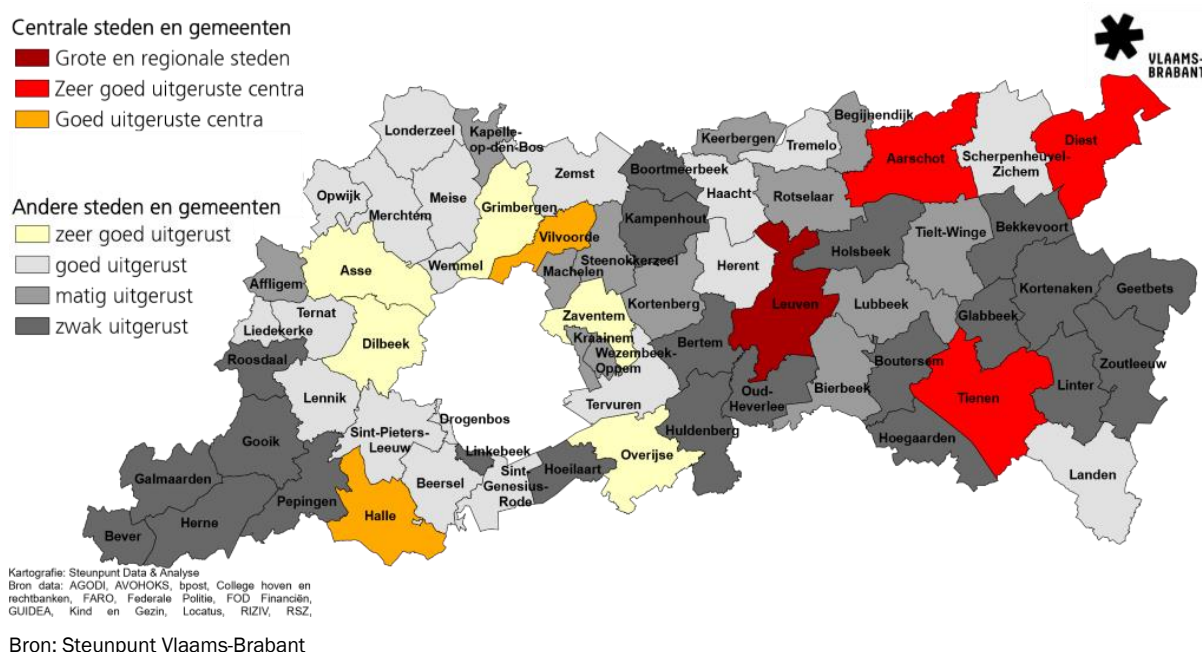 Centrale steden en gemeenten
Grote en regionale steden
Zeer goed uitgeruste centra
Goed uitgeruste centra
Andere steden en gemeenten
zeer goed uitgerust
goed uitgerust
matig uitgerust
zwak uitgerust
VLAAMS-
BRABANT
Londerzeel
Kapelle-
op-den-Bos
Keerbergen
Begijnendijk
Tremelo
Aarschot
Scherpenheuvel-
Zichem
Diest
Opwijk
Merchtem
Meise
Grimbergen
Zemst
Boortmeerbeek
Haacht
Rotselaar
Kampenhout
Vilvoorde
Tielt-Winge
Bekkevoort
Holsbeek
Asse
Wemmel
Machelen
Steenokkerzeel
Herent
Affligem
Kortenaken
Geetbets
Ternat
Liedekerke
Zaventem
Kortenberg
Leuven
Lubbeek
Glabbeek
Dilbeek
Kraainem
Wezembeek-
Oppem
Bertem
Roosdaal
Boutersem
Zoutleeuw
Linter
Lennik
Tervuren
Oud-
Heverlee
Bierbeek
Tienen
Drogenbos
Sint-Pieters-
Leeuw
Gooik
Linkebeek
Huldenberg
Hoegaarden
Overijse
Hoeilaart
Sint-
Genesius-
Rode
Beersel
Galmaarden
Landen
Pepingen
Halle
Herne
Bever
Kartografie: Steunpunt Data & Analyse
Bron data: AGODI, AVOHOKS, bpost, College hoven en
rechtbanken, FARO, Federale Politie, FOD Financiën,
GUIDEA, Kind en Gezin, Locatus, RIZIV, RSZ,
Bron: Steunpunt Vlaams-Brabant